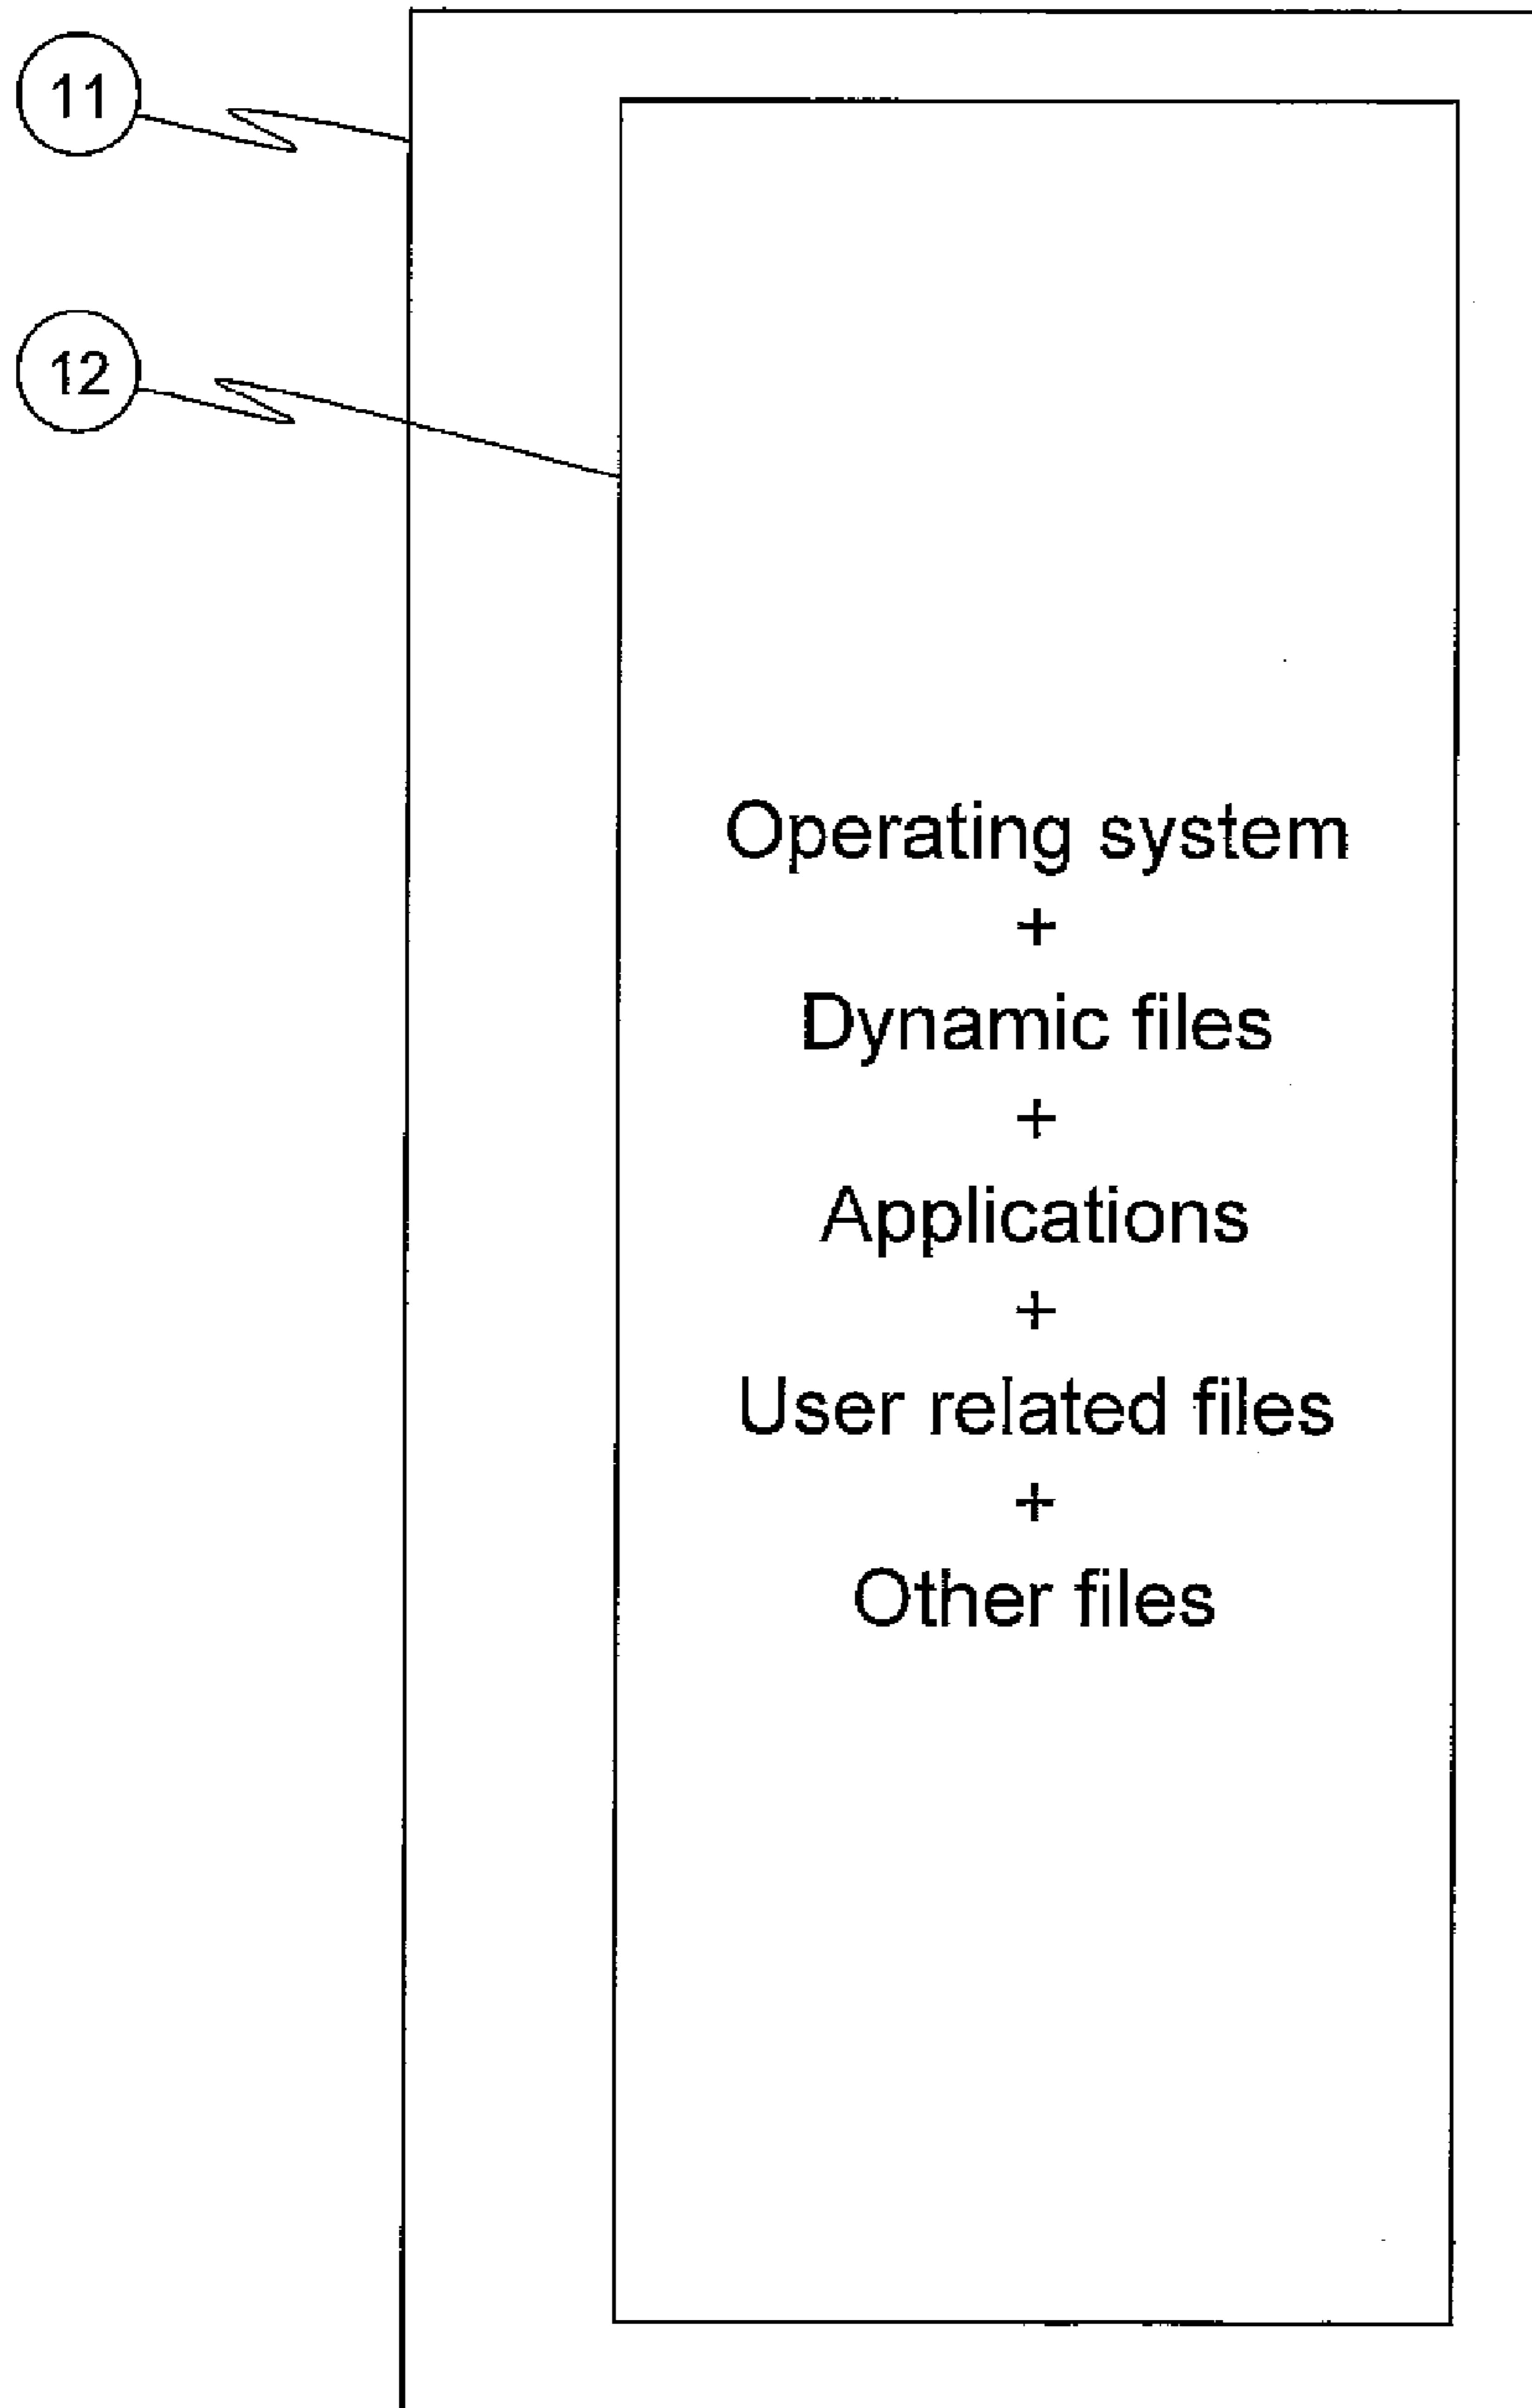 11
12
Operating system
+
Dynamic files
+
Applications
+
User related files
+
Other files